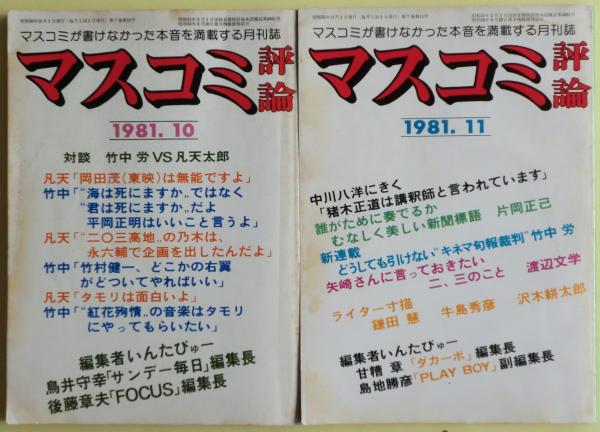 マスコミが書けなかった本音を満載する月刊誌
マスコミ評論
1981. 10
対談 竹中 労 VS 凡天太郎
凡天「岡田茂(東映)は無能ですよ」
竹中「“海は死にますか„ではなく
“君は死にますか„だよ
平岡正明はいいこと言うよ」
凡天「“二〇三高地„の乃木は、
永六輔で企画を出したんだよ」
竹中「竹村健一、どこかの右翼
がどついてやればいい」
凡天「タモリは面白いよ」
竹中「“紅花殉情„の音楽はタモリ
にやってもらいたい」
編集者いんたびゅー
鳥井守幸「サンデー毎日」編集長
後藤章夫「FOCUS」編集長
マスコミが書けなかった本音を満載する月刊誌
マスコミ評論
1981. 11
中川八洋にきく
「猪木正道は講釈師と言われています」
誰がために奏でるか
むなしく美しい新聞標語 片岡正己
新連載
どうしても引けない“キネマ旬報裁判„ 竹中 労
矢崎さんに言っておきたい
二、三のこと 渡辺文学
ライター寸描
鎌田 慧 牛島秀彦 沢木耕太郎
編集者いんたびゅー
甘糟 章「ダカーポ」編集長
島地勝彦「PLAY BOY」副編集長